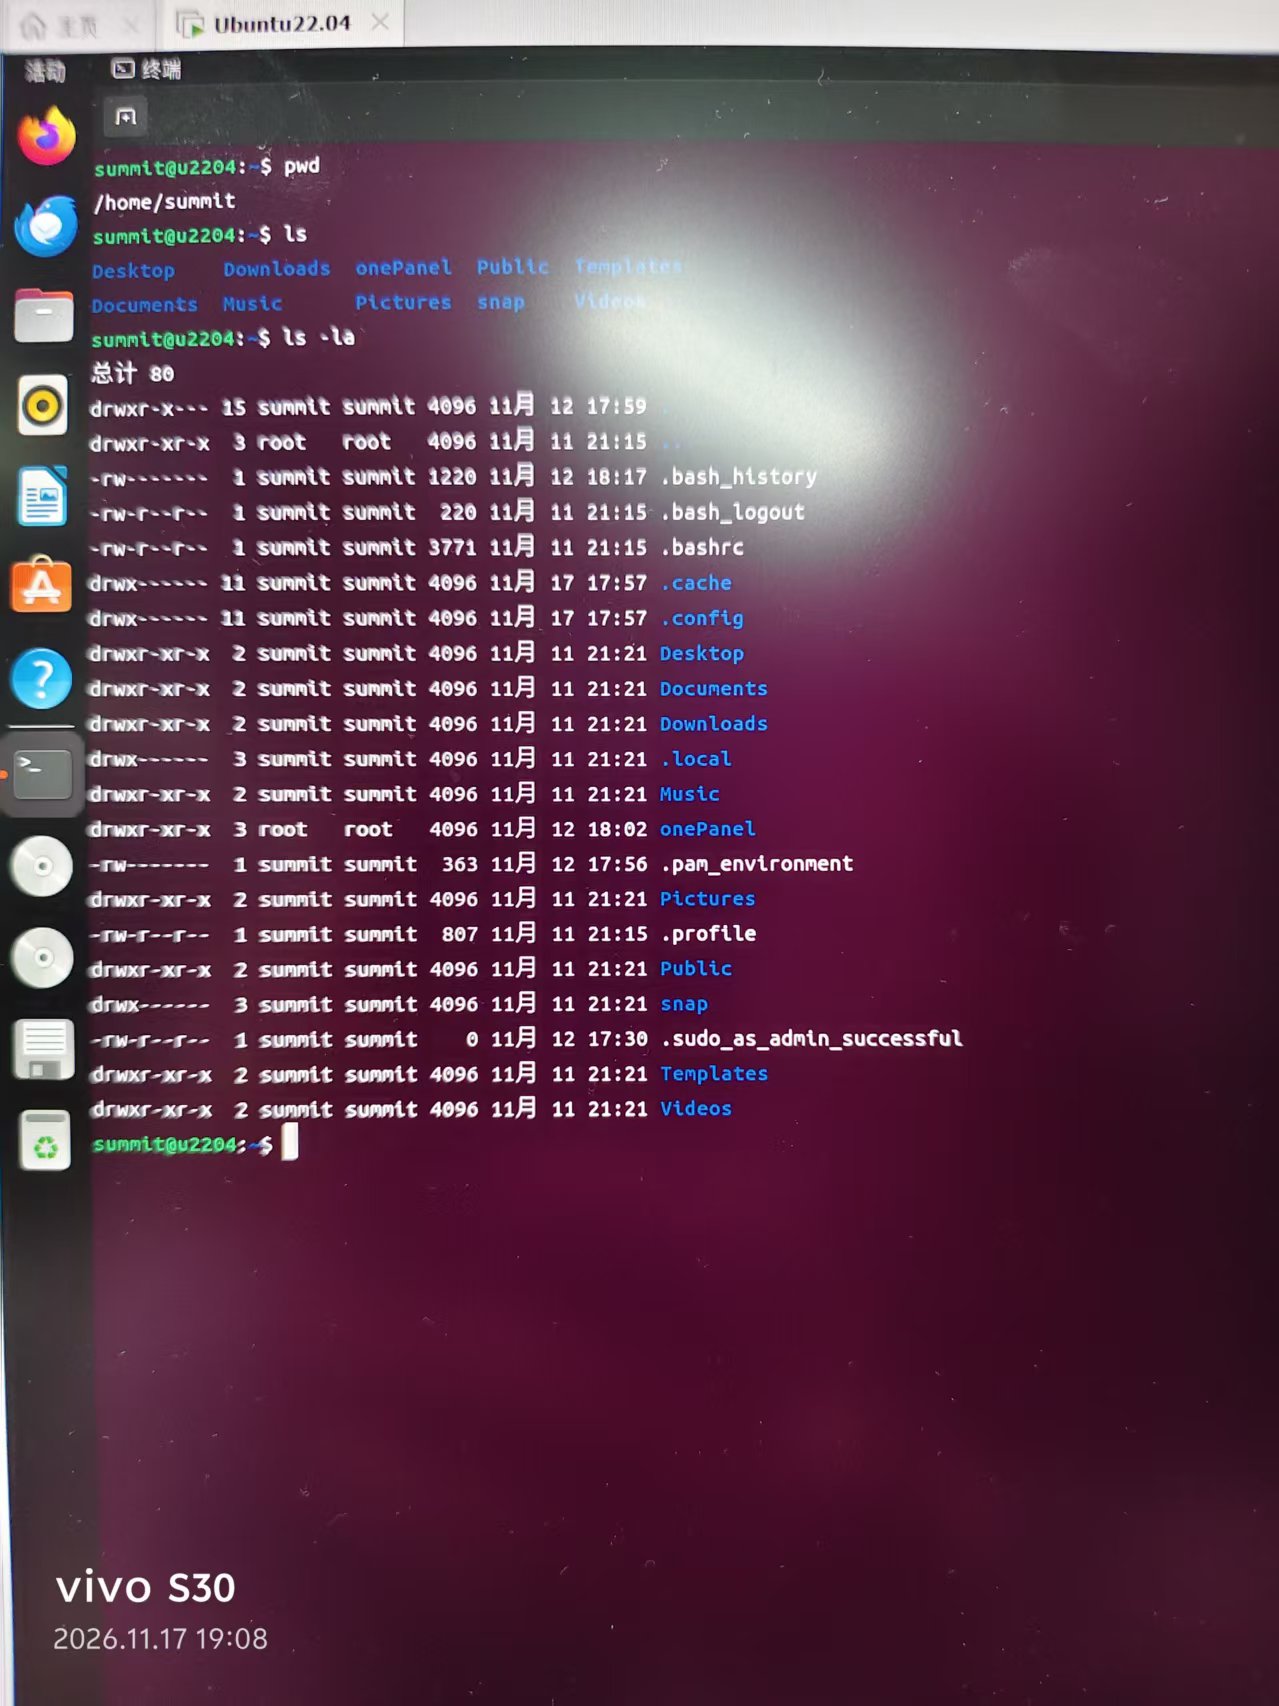 主页 Ubuntu22.04
活动 终端
summit@u2204:~$ pwd
/home/summit
summit@u2204:~$ ls
Desktop Downloads onePanel Public Templates
Documents Music Pictures snap Videos
summit@u2204:~$ ls -la
总计 80
drwxr-x--- 15 summit summit 4096 11月 12 17:59 .
drwxr-xr-x 3 root root 4096 11月 11 21:15 ..
-rw------- 1 summit summit 1220 11月 12 18:17 .bash_history
-rw-r--r-- 1 summit summit 220 11月 11 21:15 .bash_logout
-rw-r--r-- 1 summit summit 3771 11月 11 21:15 .bashrc
drwx------ 11 summit summit 4096 11月 17 17:57 .cache
drwx------ 11 summit summit 4096 11月 17 17:57 .config
drwxr-xr-x 2 summit summit 4096 11月 11 21:21 Desktop
drwxr-xr-x 2 summit summit 4096 11月 11 21:21 Documents
drwxr-xr-x 2 summit summit 4096 11月 11 21:21 Downloads
drwx------ 3 summit summit 4096 11月 11 21:21 .local
drwxr-xr-x 2 summit summit 4096 11月 11 21:21 Music
drwxr-xr-x 3 root root 4096 11月 12 18:02 onePanel
-rw------- 1 summit summit 363 11月 12 17:56 .pam_environment
drwxr-xr-x 2 summit summit 4096 11月 11 21:21 Pictures
-rw-r--r-- 1 summit summit 807 11月 11 21:15 .profile
drwxr-xr-x 2 summit summit 4096 11月 11 21:21 Public
drwx------ 3 summit summit 4096 11月 11 21:21 snap
-rw-r--r-- 1 summit summit 0 11月 12 17:30 .sudo_as_admin_successful
drwxr-xr-x 2 summit summit 4096 11月 11 21:21 Templates
drwxr-xr-x 2 summit summit 4096 11月 11 21:21 Videos
summit@u2204:~$
vivo S30
2026.11.17 19:08